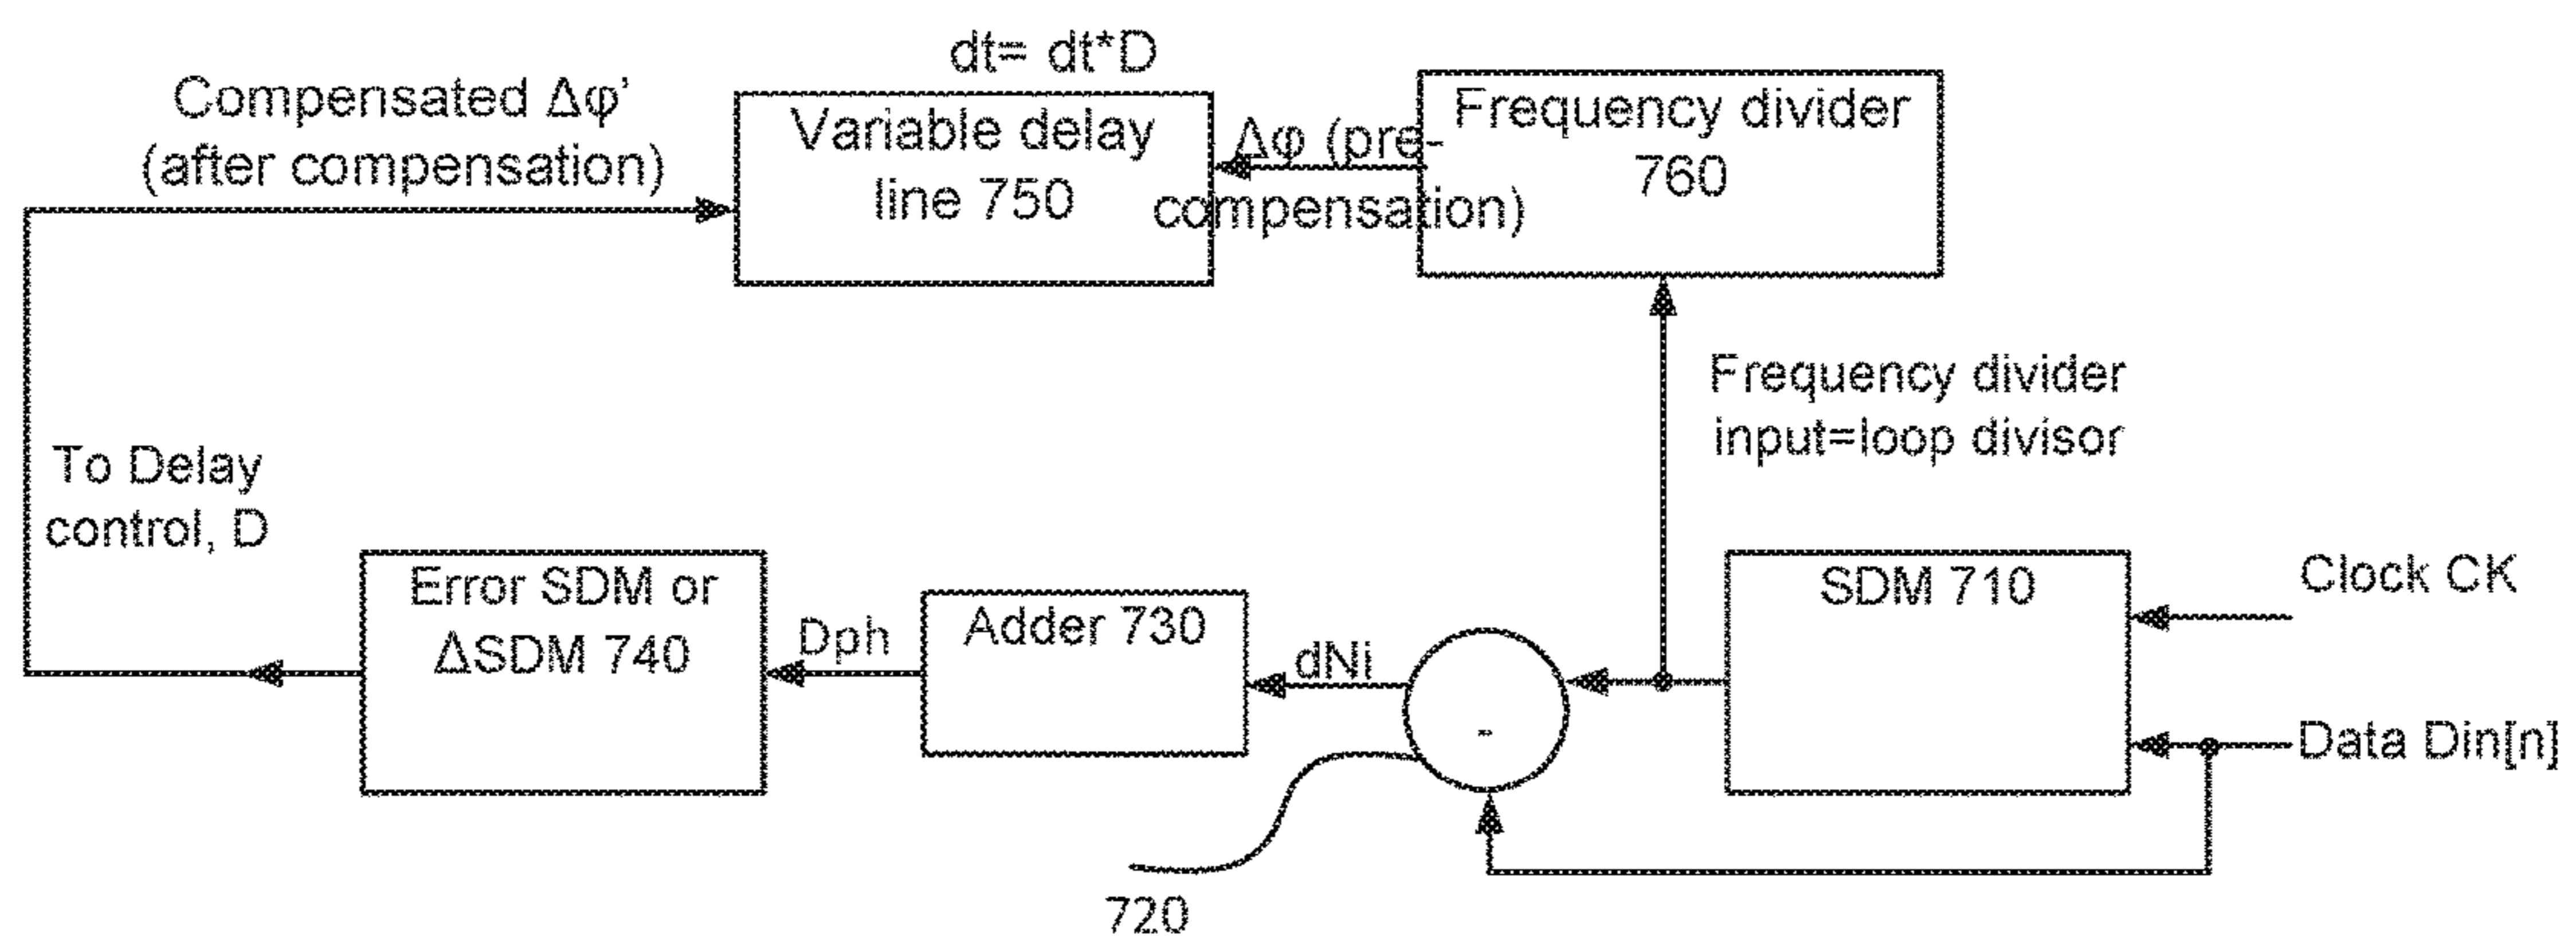 dt= dt*D
Compensated Δφ'
(after compensation)
Variable delay
line 750
Δφ (pre-
compensation)
Frequency divider
760
Frequency divider
input=loop divisor
To Delay
control, D
Error SDM or
ΔSDM 740
Dph
Adder 730
dNi
-
SDM 710
Clock CK
Data Din[n]
720